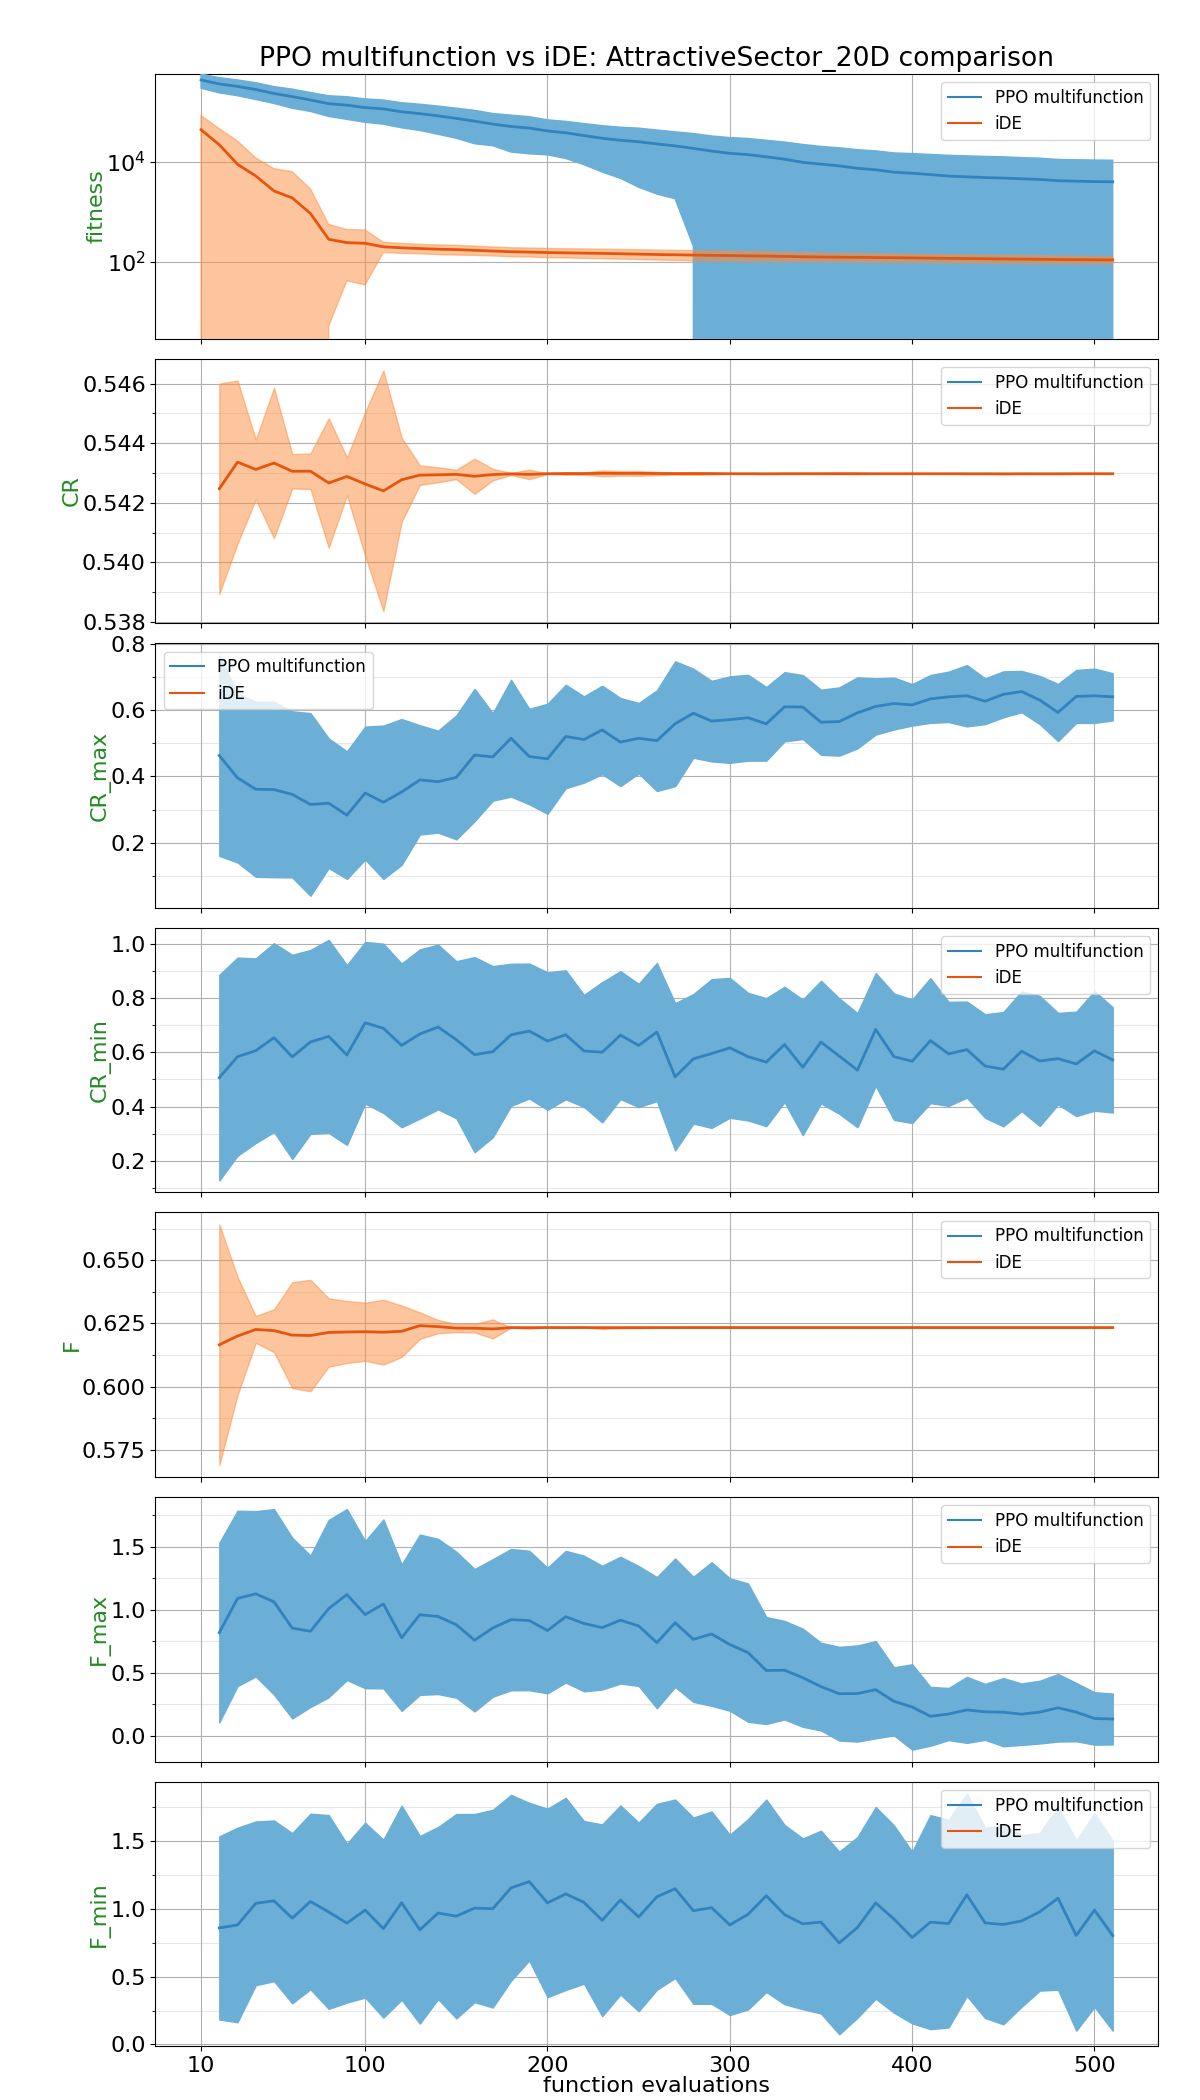 PPO multifunction vs iDE: AttractiveSector_20D comparison
PPO multifunction
iDE
10^4
10^2
fitness
PPO multifunction
iDE
0.546
0.544
0.542
0.540
0.538
CR
PPO multifunction
iDE
0.8
0.6
0.4
0.2
CR_max
PPO multifunction
iDE
1.0
0.8
0.6
0.4
0.2
CR_min
PPO multifunction
iDE
0.650
0.625
0.600
0.575
F
PPO multifunction
iDE
1.5
1.0
0.5
0.0
F_max
PPO multifunction
iDE
1.5
1.0
0.5
0.0
F_min
10 100 200 300 400 500
function evaluations